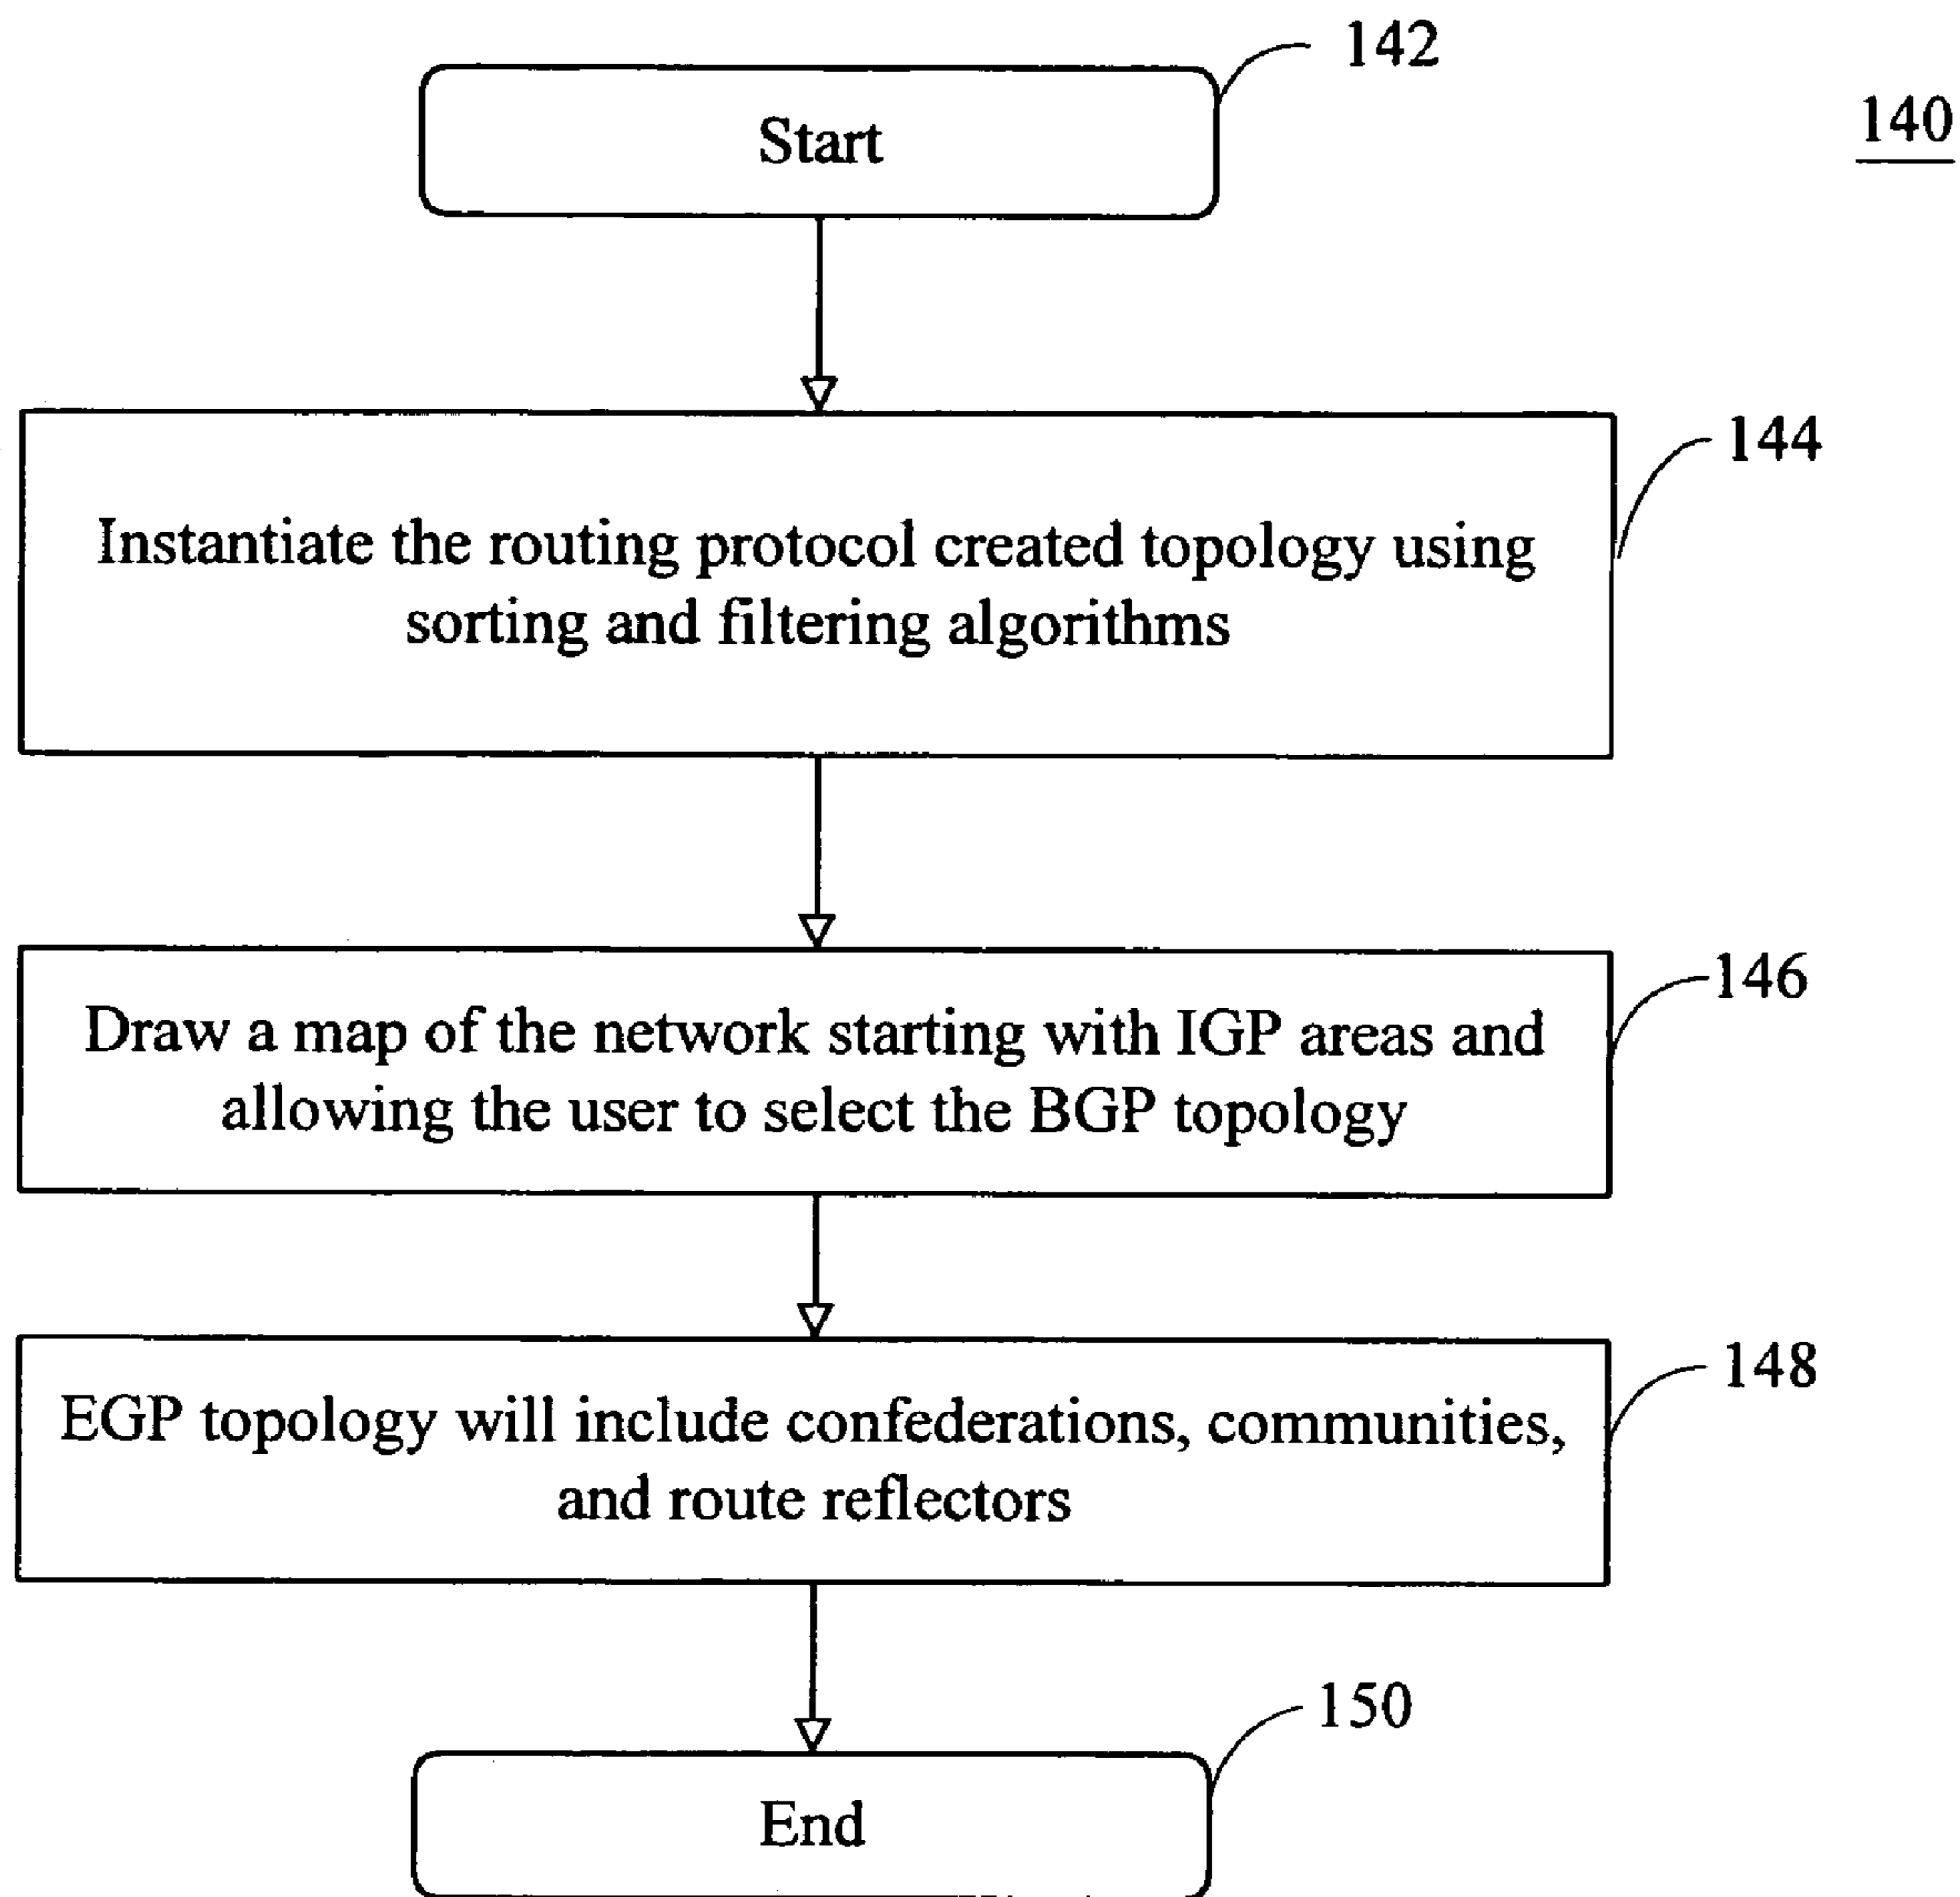 142
140
Start
144
Instantiate the routing protocol created topology using
sorting and filtering algorithms
146
Draw a map of the network starting with IGP areas and
allowing the user to select the BGP topology
148
EGP topology will include confederations, communities,
and route reflectors
150
End